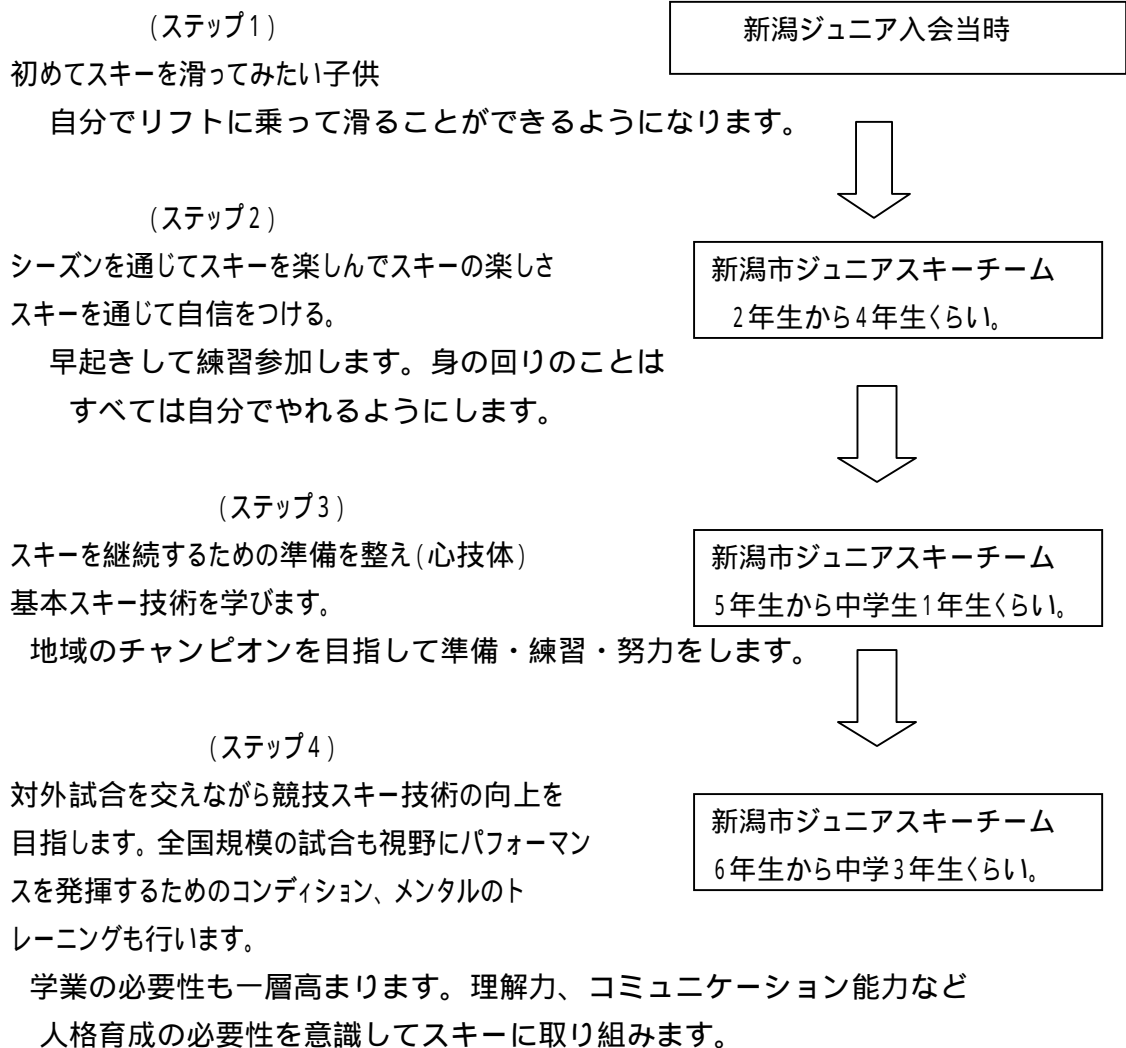 (ステップ1)
新潟ジュニア入会当時
初めてスキーを滑ってみたい子供
自分でリフトに乗って滑ることができるようになります。
(ステップ2)
シーズンを通じてスキーを楽しんでスキーの楽しさ
スキーを通じて自信をつける。
早起きして練習参加します。身の回りのことは
すべては自分でやれるようにします。
新潟市ジュニアスキーチーム
2年生から4年生くらい。
(ステップ3)
スキーを継続するための準備を整え(心技体)
基本スキー技術を学びます。
地域のチャンピオンを目指して準備・練習・努力をします。
新潟市ジュニアスキーチーム
5年生から中学生1年生くらい。
(ステップ4)
対外試合を交えながら競技スキー技術の向上を
目指します。全国規模の試合も視野にパフォーマン
スを発揮するためのコンディション、メンタルのト
レーニングも行います。
学業の必要性も一層高まります。理解力、コミュニケーション能力など
人格育成の必要性を意識してスキーに取り組みます。
新潟市ジュニアスキーチーム
6年生から中学3年生くらい。